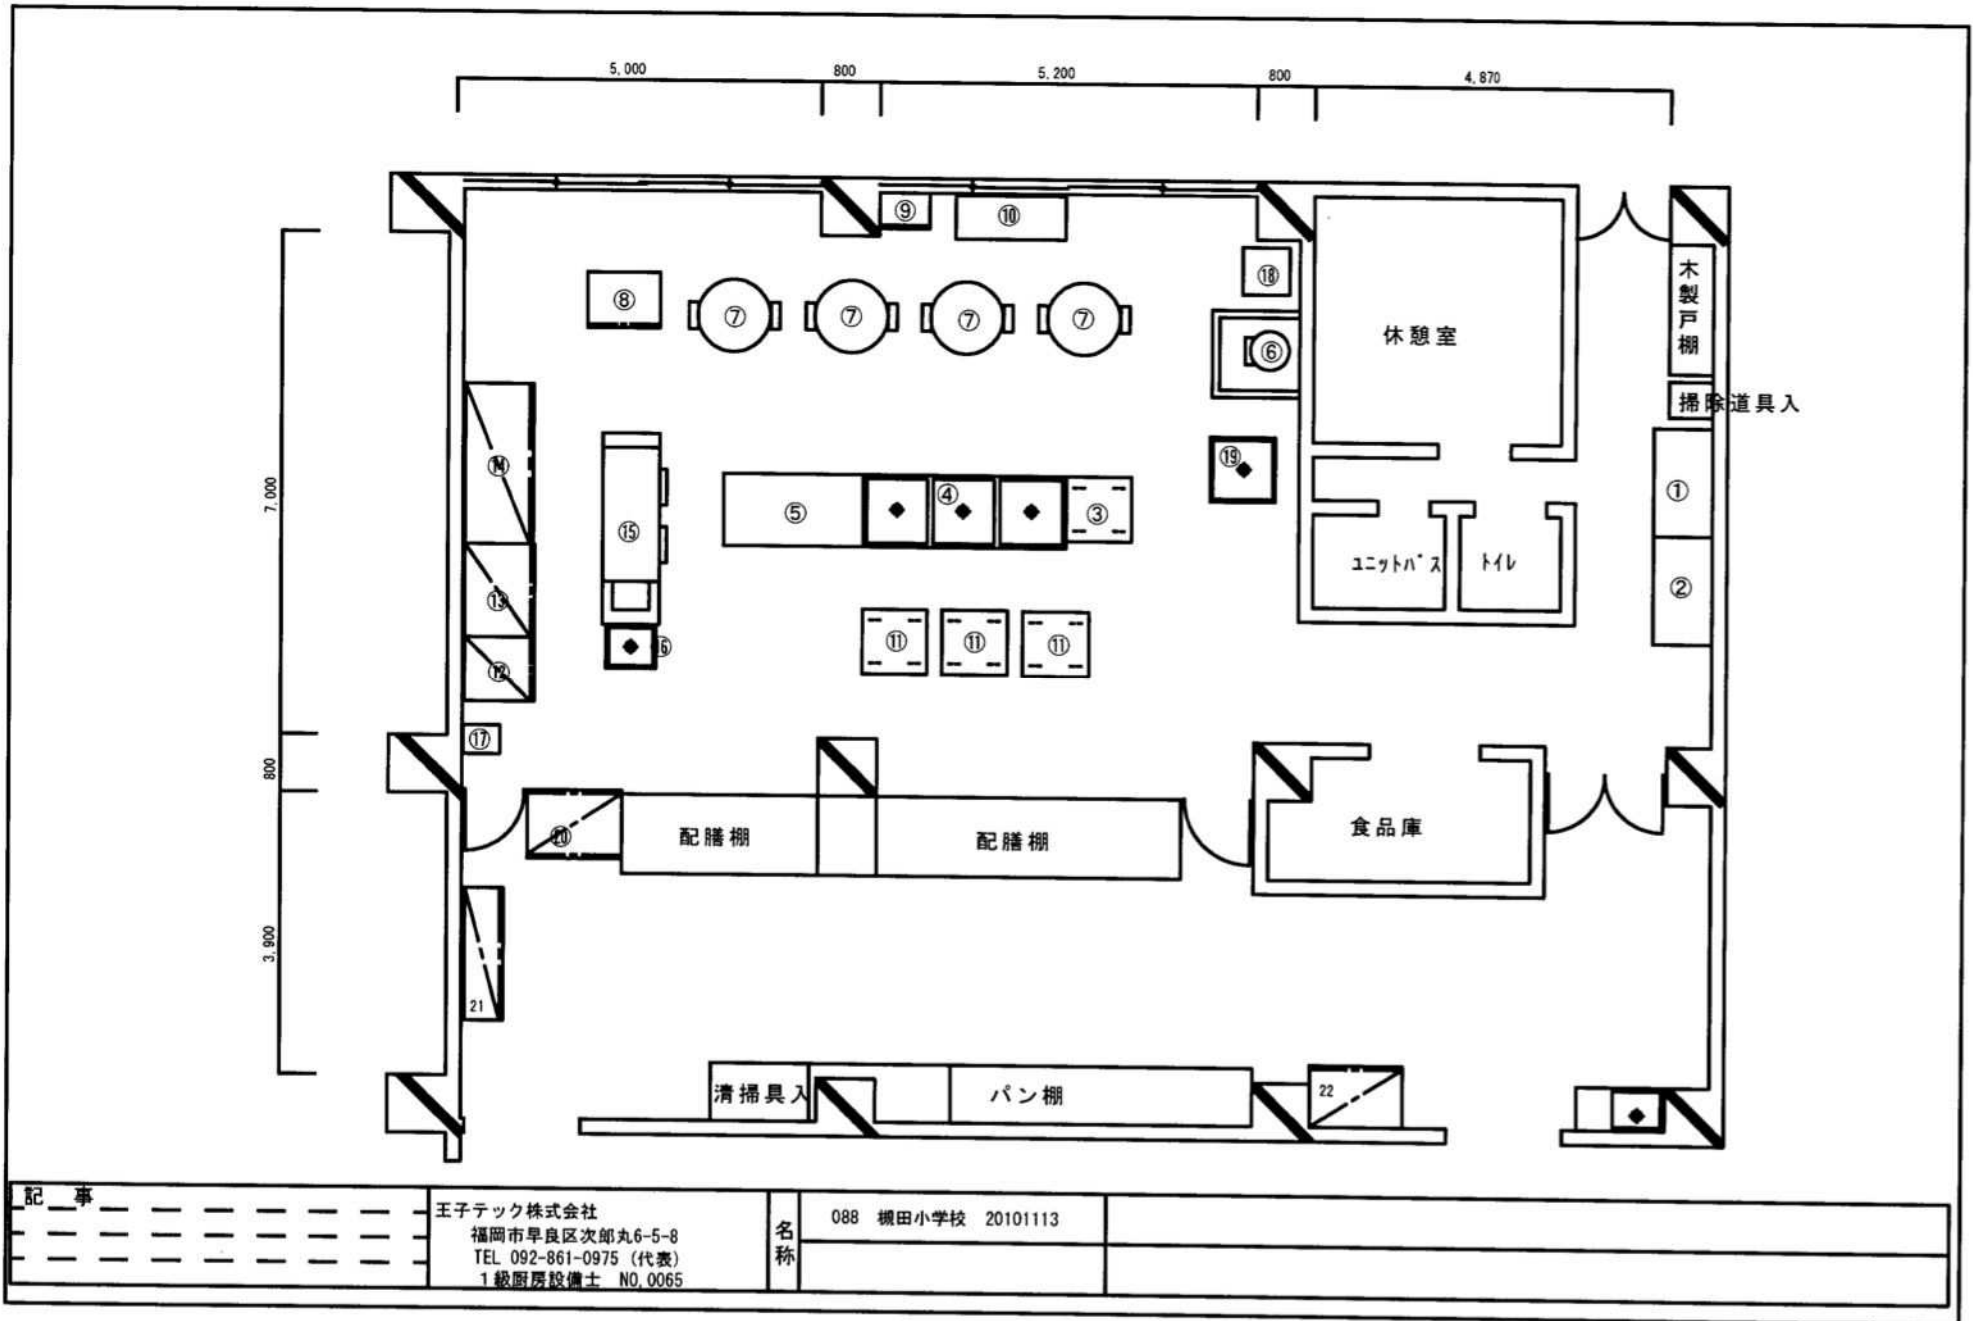 5,000
800
5,200
800
4,870
7,000
800
3,900
⑨
⑩
⑧
⑦
⑦
⑦
⑦
⑱
⑥
休憩室
木製戸棚
掃除道具入
⑭
⑮
⑤
④
③
⑲
①
②
ユニットバス
トイレ
⑬
⑫
⑯
⑪
⑪
⑪
⑰
⑳
配膳棚
配膳棚
食品庫
21
清掃具入
パン棚
22
記 事
王子テック株式会社
福岡市早良区次郎丸6-5-8
TEL 092-861-0975 (代表)
1級厨房設備士 NO,0065
名称
088 槻田小学校 20101113